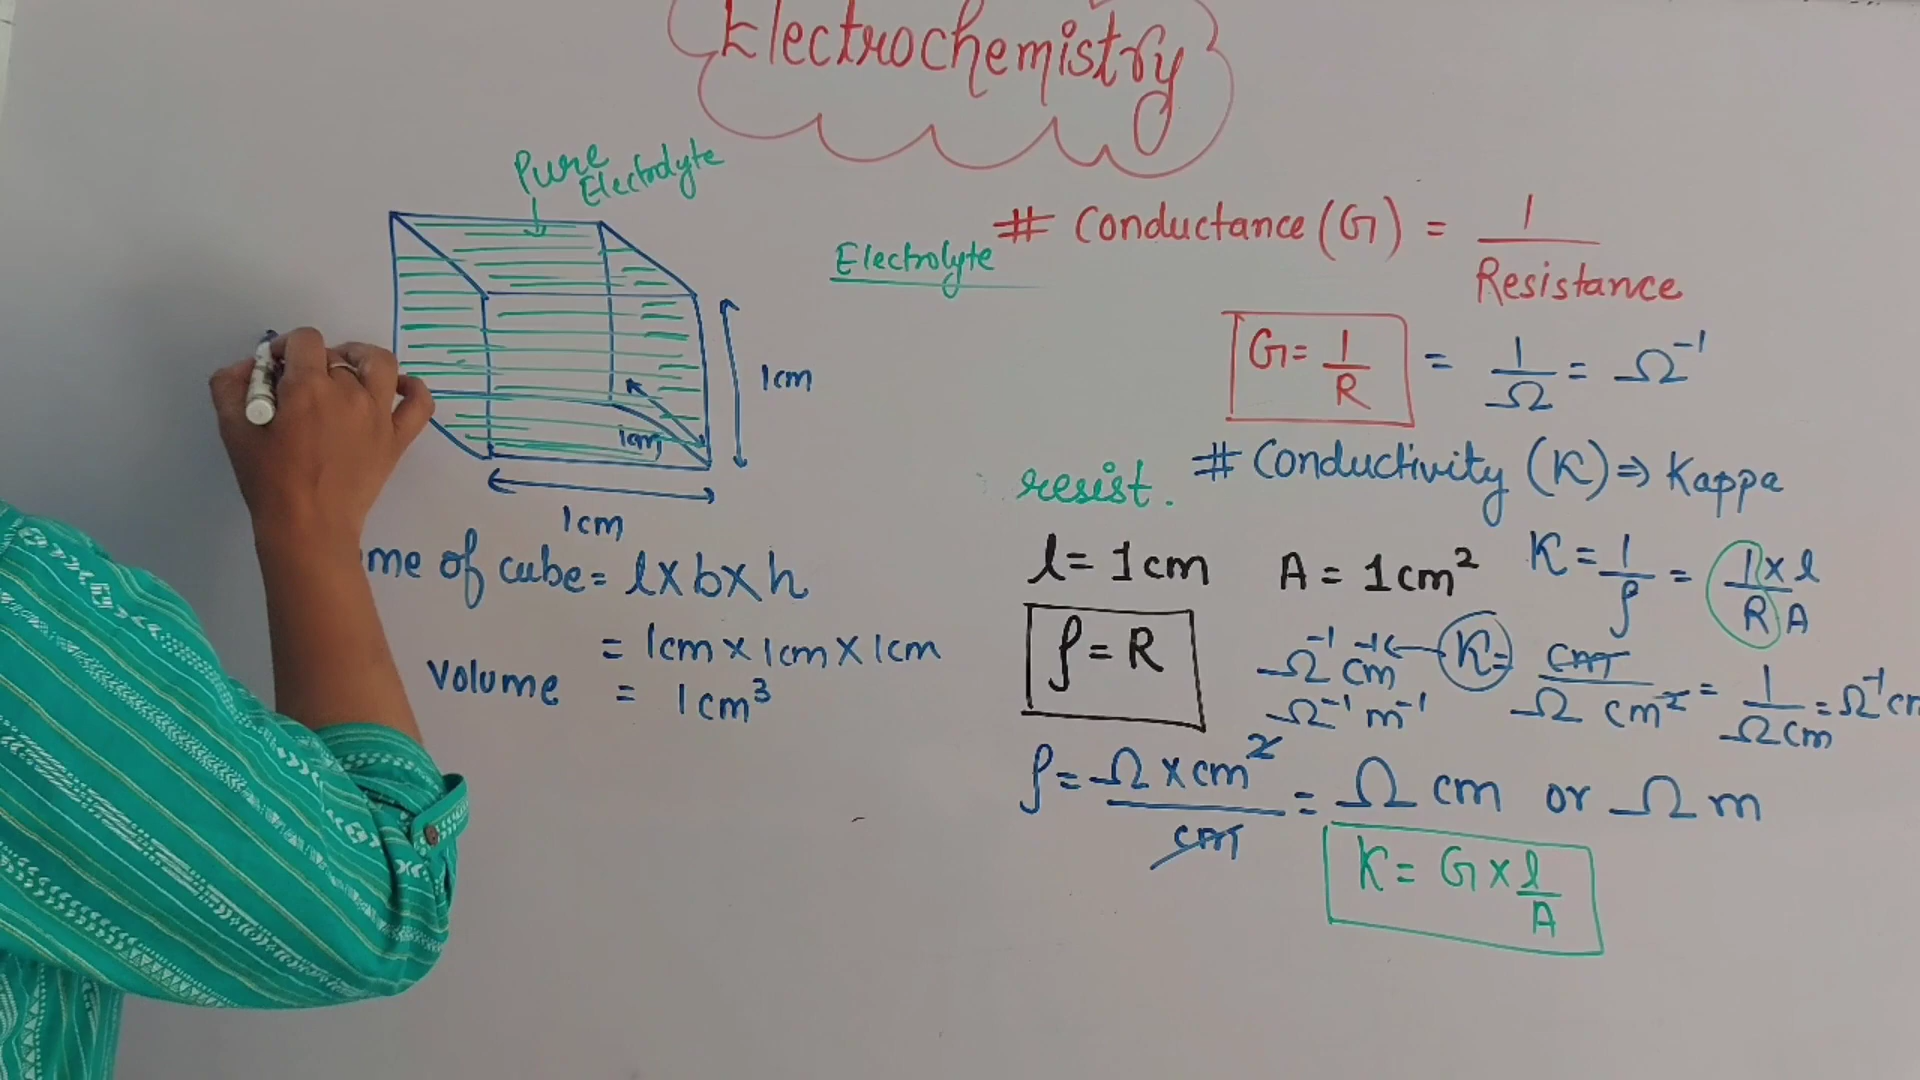 Electrochemistry
Pure
Electrolyte
1cm
1cm
1cm
me of cube = l x b x h
= 1cm x 1cm x 1cm
volume = 1cm³
Electrolyte
# Conductance (G) = 1 / Resistance
G = 1/R = 1/Ω = Ω⁻¹
# Conductivity (K) ⇒ Kappa
resist.
l = 1cm A = 1cm² K = 1/ρ = 1/R x l/A
ρ = R
Ω⁻¹ cm⁻¹ ← K = cm / Ω cm² = 1 / Ω cm = Ω⁻¹ cm
Ω⁻¹ m⁻¹
ρ = Ω x cm² / cm = Ω cm or Ω m
K = G x l/A